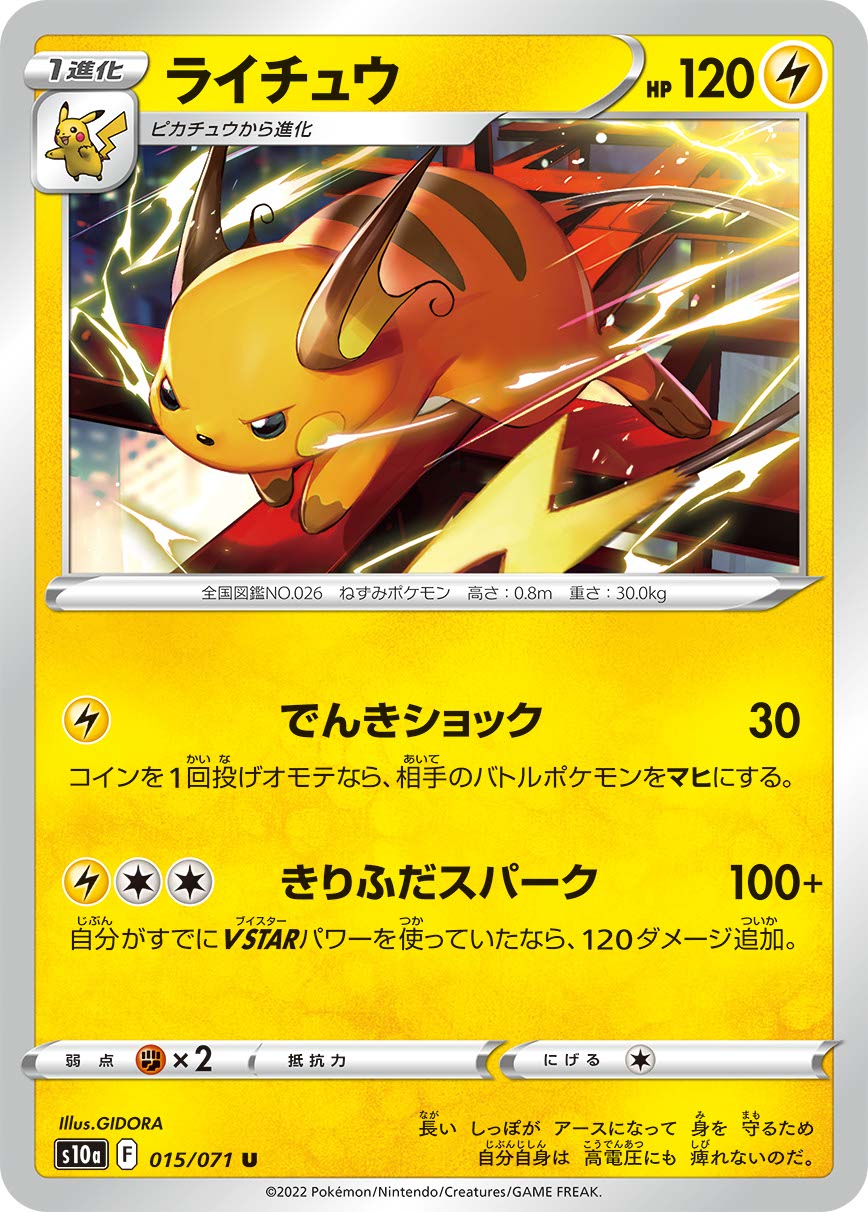 1進化
ライチュウ
HP 120
ピカチュウから進化
全国図鑑NO.026 ねずみポケモン 高さ:0.8m 重さ:30.0kg
でんきショック 30
コインを1回投げオモテなら、相手のバトルポケモンをマヒにする。
きりふだスパーク 100+
自分がすでにVSTARパワーを使っていたなら、120ダメージ追加。
弱点 ×2 抵抗力 にげる
Illus.GIDORA
長い しっぽが アースになって 身を 守るため
自分自身は 高電圧にも 痺れないのだ。
s10a F 015/071 U
©2022 Pokémon/Nintendo/Creatures/GAME FREAK.